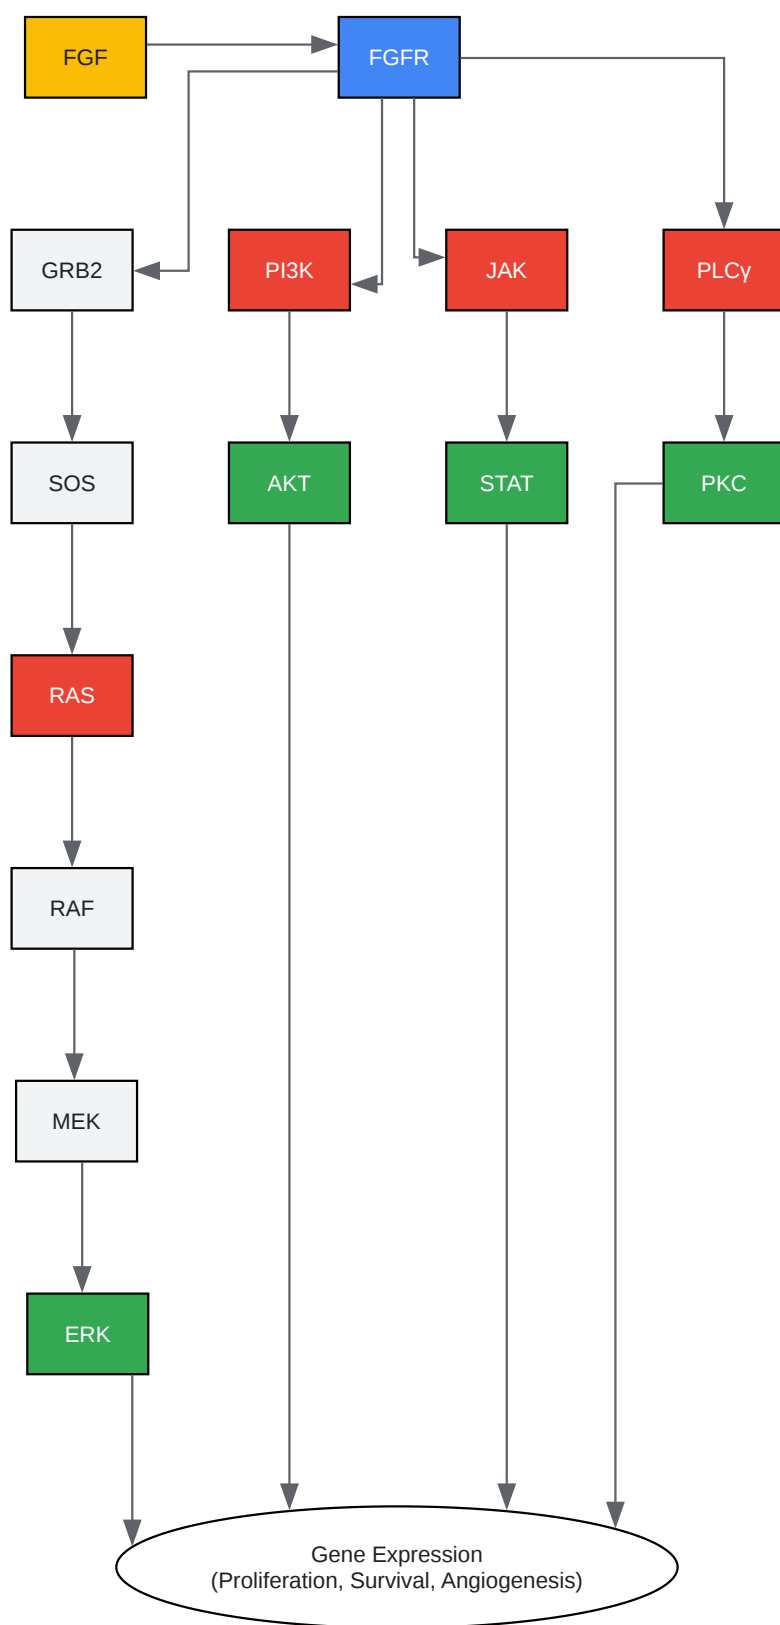 FGF
FGFR
GRB2
PI3K
JAK
PLCγ
SOS
AKT
STAT
PKC
RAS
RAF
MEK
ERK
Gene Expression
(Proliferation, Survival, Angiogenesis)